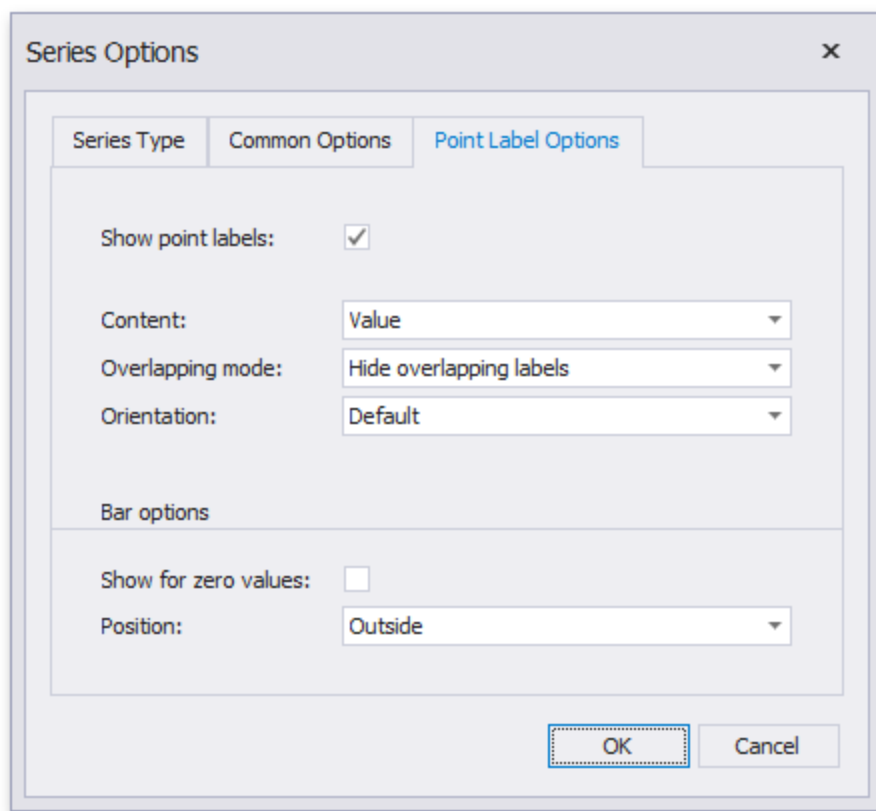 Series Options
Series Type Common Options Point Label Options
Show point labels:
Content: Value
Overlapping mode: Hide overlapping labels
Orientation: Default
Bar options
Show for zero values:
Position: Outside
OK Cancel